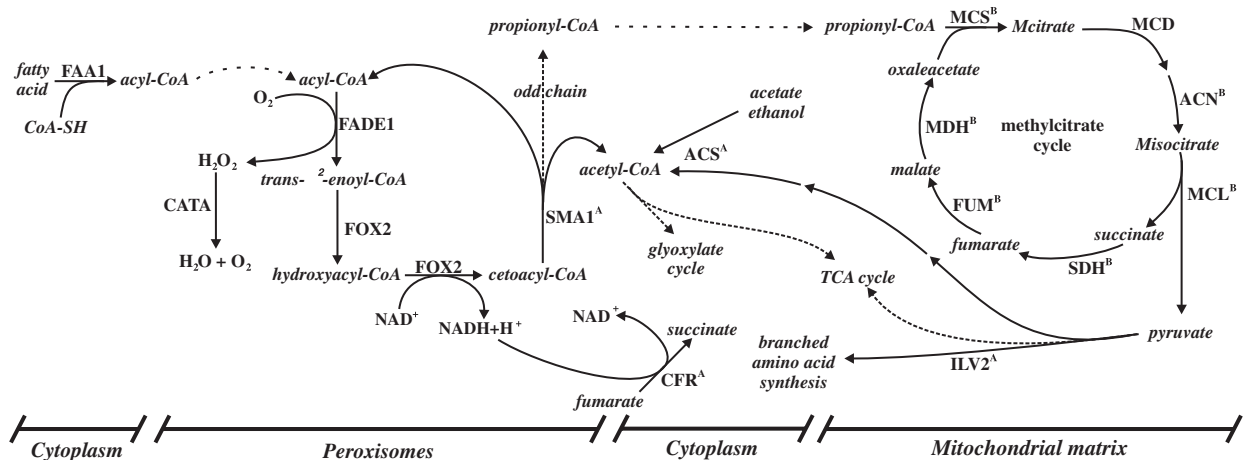 propionyl-CoA
propionyl-CoA
MCS^B
Mcitrate
MCD
fatty
acid
FAA1
acyl-CoA
CoA-SH
acyl-CoA
O2
FADE1
H2O2
trans- 2-enoyl-CoA
CATA
FOX2
H2O + O2
hydroxyacyl-CoA
FOX2
cetoacyl-CoA
NAD+
NADH+H+
odd chain
SMA1^A
acetate
ethanol
acetyl-CoA
ACS^A
glyoxylate
cycle
TCA cycle
NAD+
succinate
CFR^A
fumarate
branched
amino acid
synthesis
ILV2^A
oxaleacetate
MDH^B
methylcitrate
cycle
ACN^B
Misocitrate
malate
MCL^B
FUM^B
fumarate
succinate
SDH^B
pyruvate
Cytoplasm
Peroxisomes
Cytoplasm
Mitochondrial matrix